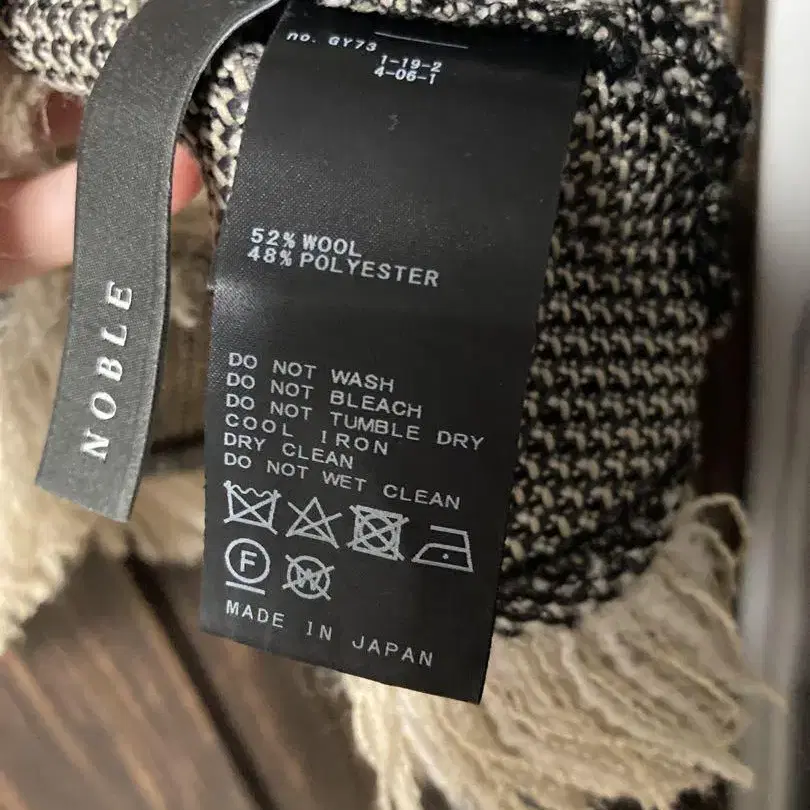 NOBLE
no. GY73
1-19-2
4-06-1
52% WOOL
48% POLYESTER
DO NOT WASH
DO NOT BLEACH
DO NOT TUMBLE DRY
COOL IRON
DRY CLEAN
DO NOT WET CLEAN
F W
MADE IN JAPAN